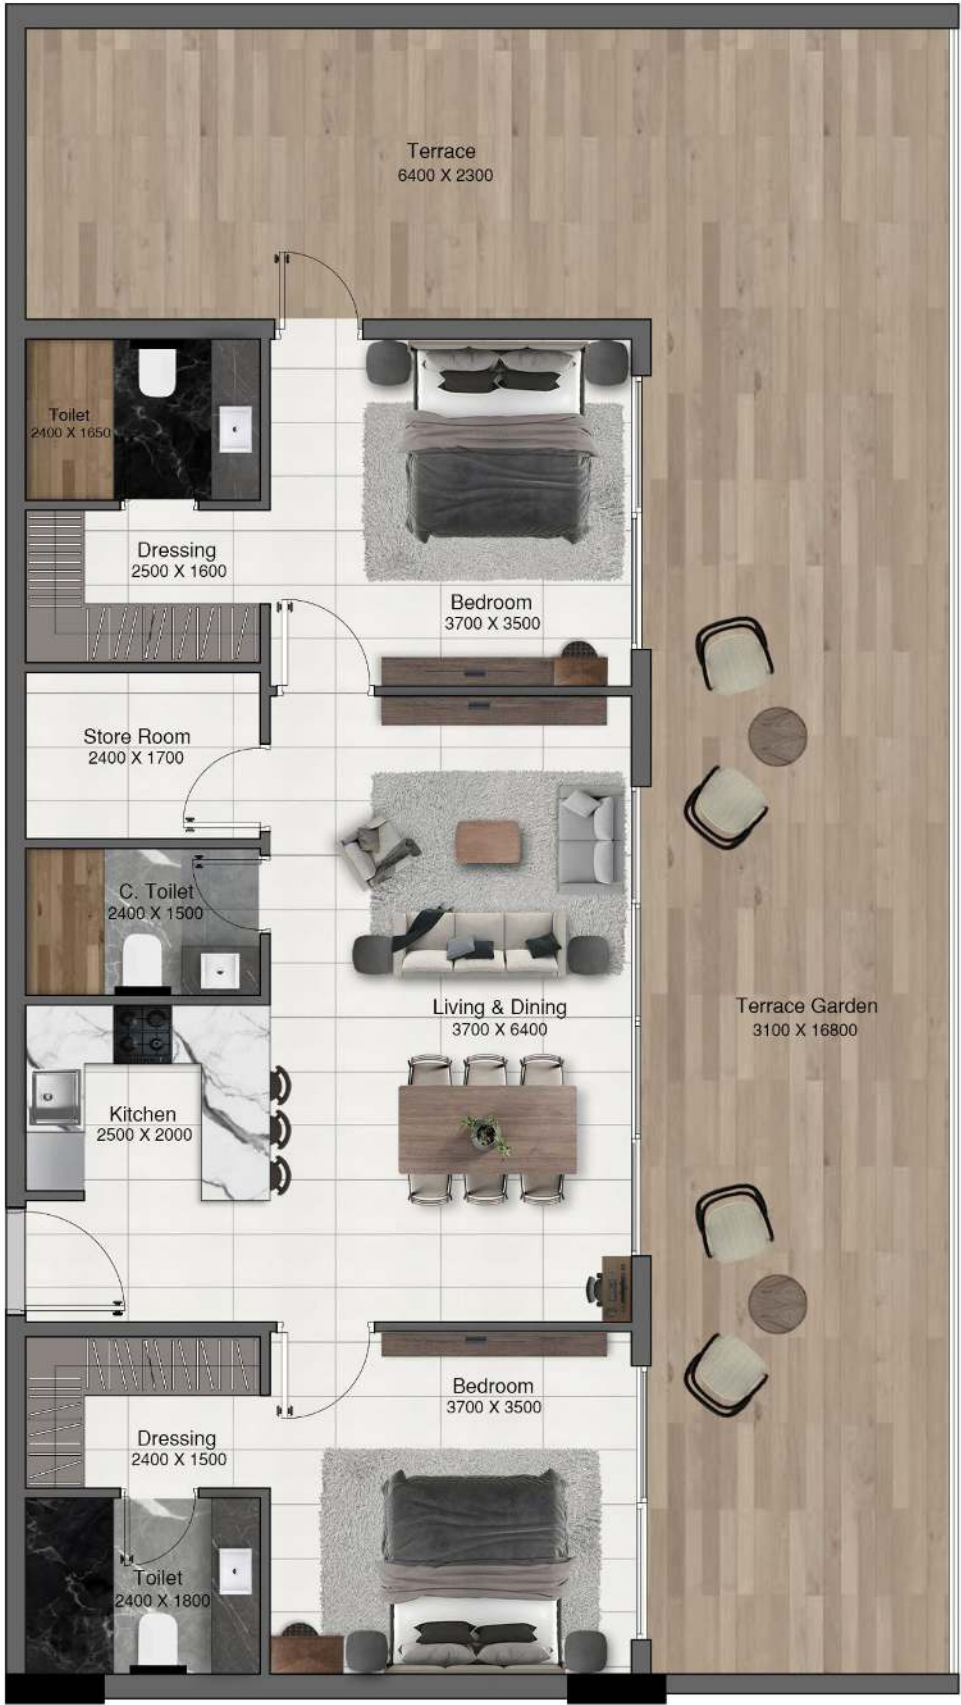 Terrace
6400 X 2300
Toilet
2400 X 1650
Dressing
2500 X 1600
Bedroom
3700 X 3500
Store Room
2400 X 1700
C. Toilet
2400 X 1500
Living & Dining
3700 X 6400
Terrace Garden
3100 X 16800
Kitchen
2500 X 2000
Bedroom
3700 X 3500
Dressing
2400 X 1500
Toilet
2400 X 1800